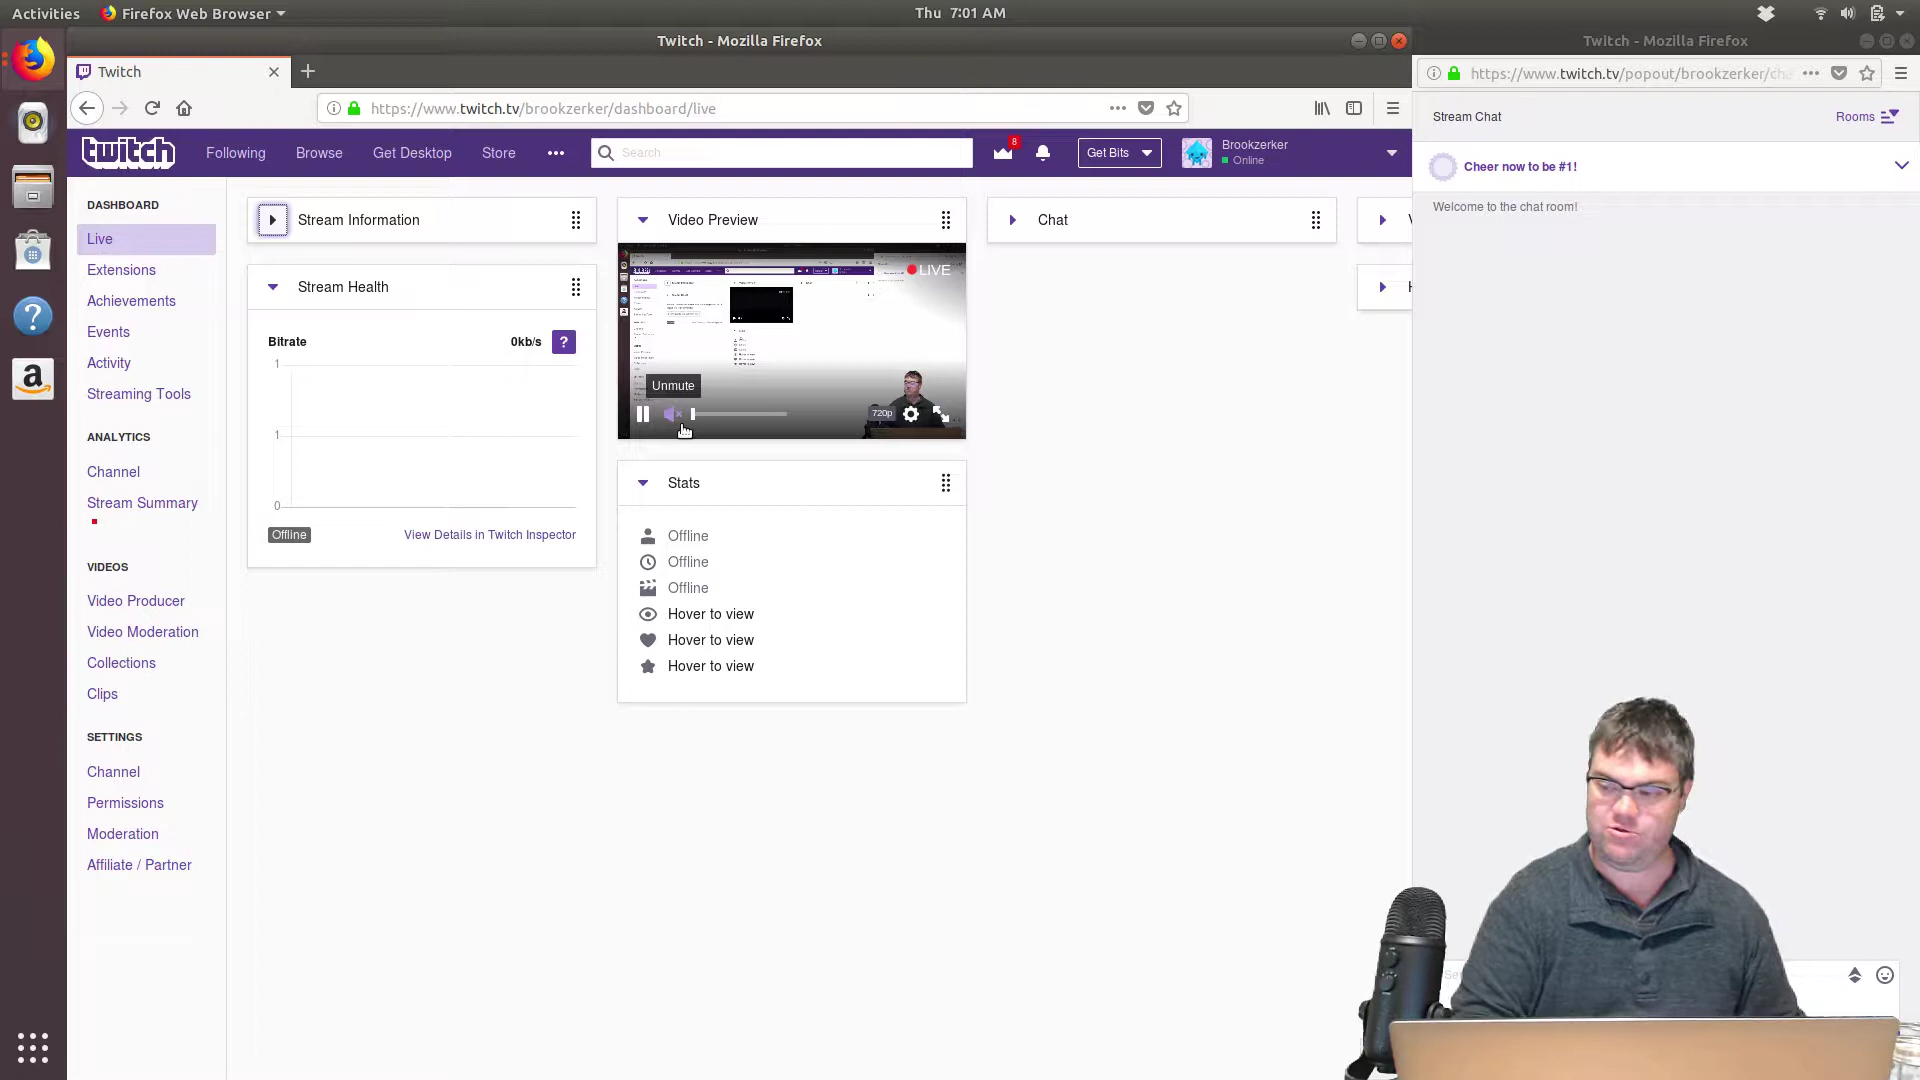 Activities
Firefox Web Browser
Thu 7:01 AM
Twitch - Mozilla Firefox
Twitch - Mozilla Firefox
Twitch
https://www.twitch.tv/popout/brookzerker/cha
https://www.twitch.tv/brookzerker/dashboard/live
Stream Chat
Rooms
twitch
Following
Browse
Get Desktop
Store
Search
8
Get Bits
Brookzerker
Online
Cheer now to be #1!
Welcome to the chat room!
DASHBOARD
Live
Extensions
Achievements
Events
Activity
Streaming Tools
ANALYTICS
Channel
Stream Summary
VIDEOS
Video Producer
Video Moderation
Collections
Clips
SETTINGS
Channel
Permissions
Moderation
Affiliate / Partner
Stream Information
Stream Health
Bitrate
0kb/s
?
1
1
0
Offline
View Details in Twitch Inspector
Video Preview
LIVE
Unmute
720p
Stats
Offline
Offline
Offline
Hover to view
Hover to view
Hover to view
Chat